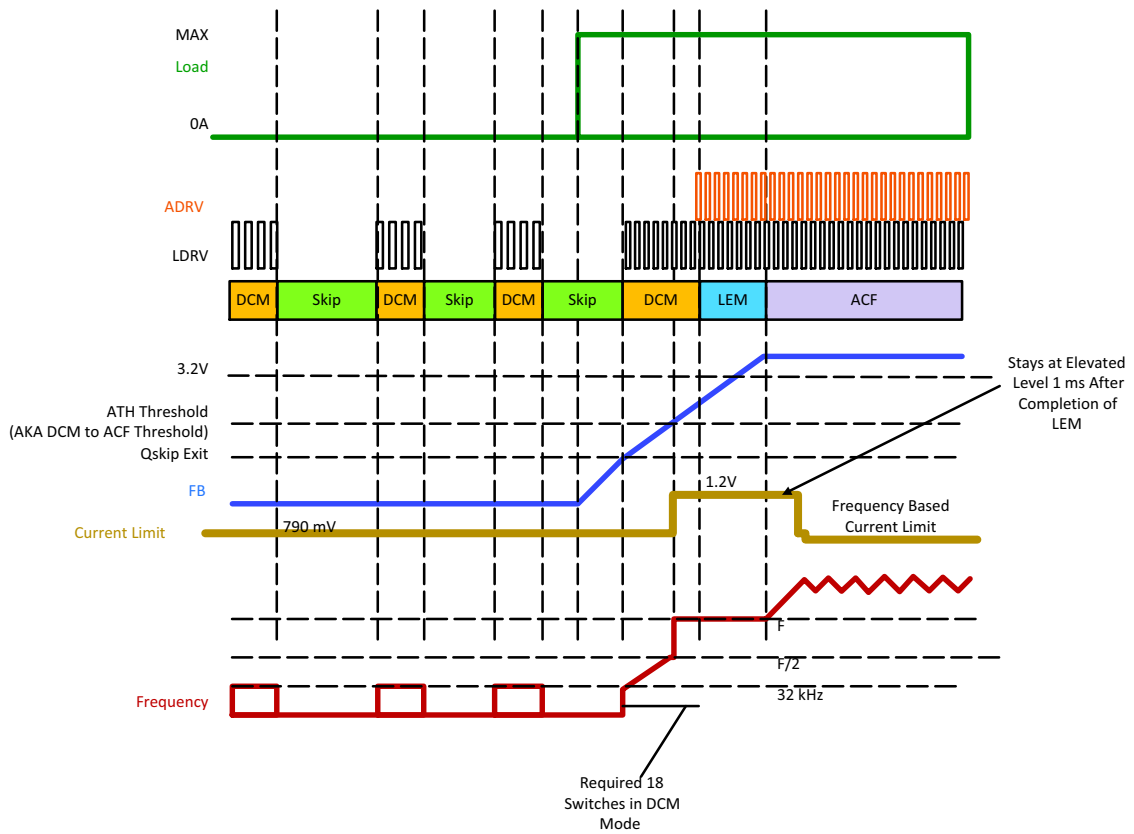 MAX
Load
0A
ADRV
LDRV
DCM Skip DCM Skip DCM Skip DCM LEM ACF
3.2V
Stays at Elevated
Level 1 ms After
Completion of
LEM
ATH Threshold
(AKA DCM to ACF Threshold)
Qskip Exit
FB
1.2V
Current Limit
790 mV
Frequency Based
Current Limit
F
F/2
32 kHz
Frequency
Required 18
Switches in DCM
Mode